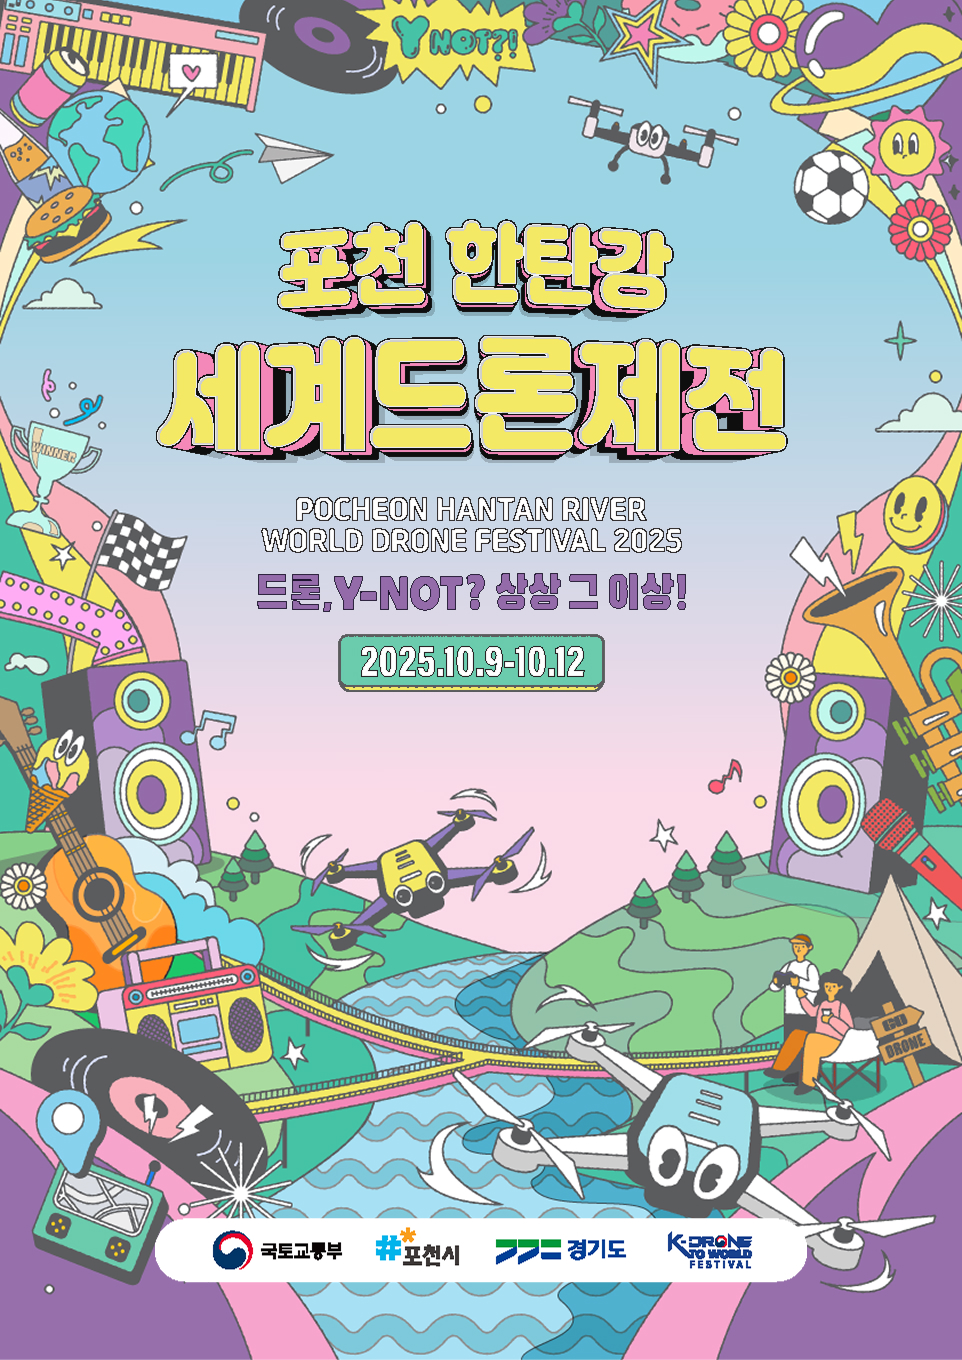 Y NOT?!
포천 한탄강
세계드론제전
WINNER
POCHEON HANTAN RIVER
WORLD DRONE FESTIVAL 2025
드론, Y-NOT? 상상 그 이상!
2025.10.9-10.12
GO
DRONE
국토교통부
#포천시
경기도
K-DRONE
TO WORLD
FESTIVAL